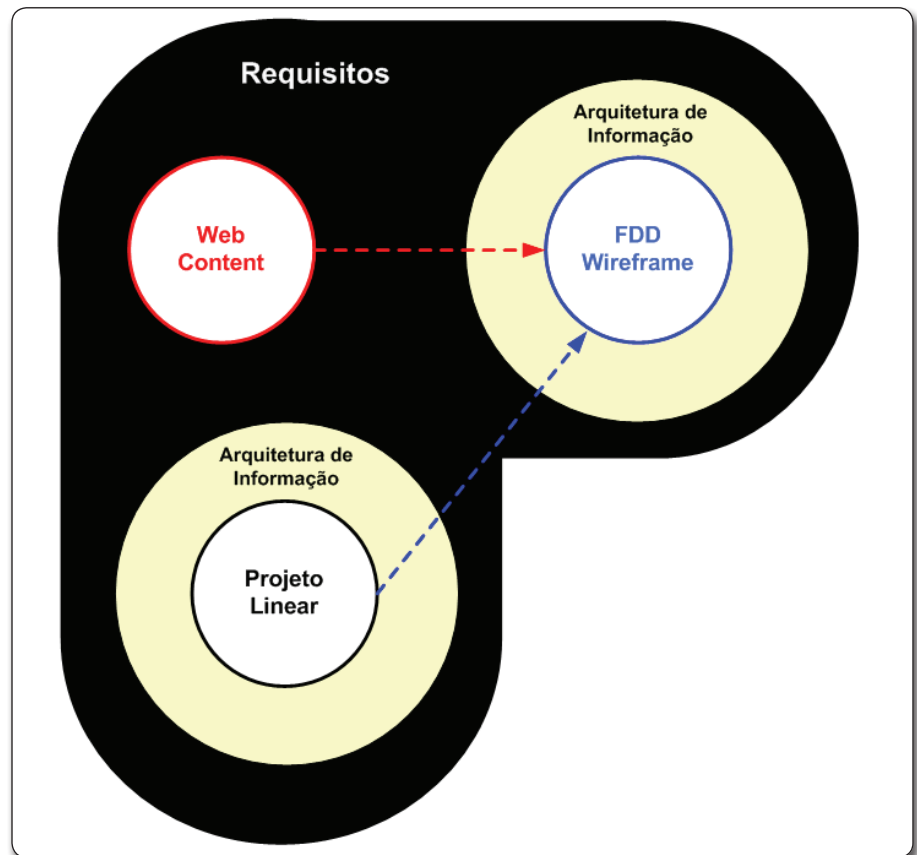 Requisitos
Arquitetura de
Informação
Web
Content
FDD
Wireframe
Arquitetura de
Informação
Projeto
Linear